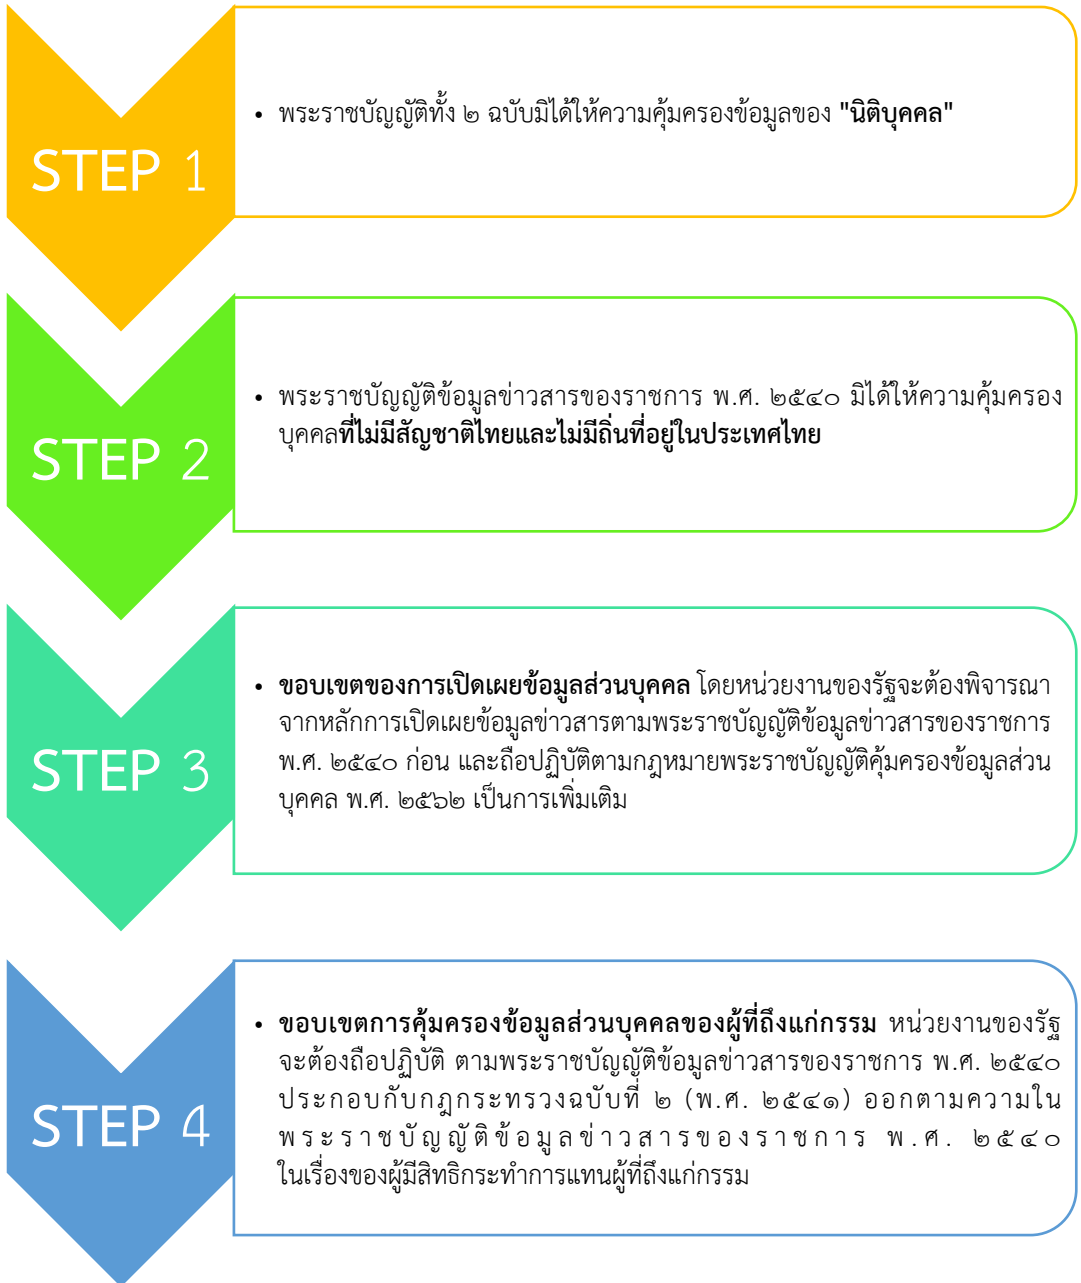 STEP 1
• พระราชบัญญัติทั้ง ๒ ฉบับมิได้ให้ความคุ้มครองข้อมูลของ "นิติบุคคล"
STEP 2
• พระราชบัญญัติข้อมูลข่าวสารของราชการ พ.ศ. ๒๕๔๐ มิได้ให้ความคุ้มครอง
บุคคลที่ไม่มีสัญชาติไทยและไม่มีถิ่นที่อยู่ในประเทศไทย
STEP 3
• ขอบเขตของการเปิดเผยข้อมูลส่วนบุคคล โดยหน่วยงานของรัฐจะต้องพิจารณา
จากหลักการเปิดเผยข้อมูลข่าวสารตามพระราชบัญญัติข้อมูลข่าวสารของราชการ
พ.ศ. ๒๕๔๐ ก่อน และถือปฏิบัติตามกฎหมายพระราชบัญญัติคุ้มครองข้อมูลส่วน
บุคคล พ.ศ. ๒๕๖๒ เป็นการเพิ่มเติม
STEP 4
• ขอบเขตการคุ้มครองข้อมูลส่วนบุคคลของผู้ที่ถึงแก่กรรม หน่วยงานของรัฐ
จะต้องถือปฏิบัติ ตามพระราชบัญญัติข้อมูลข่าวสารของราชการ พ.ศ. ๒๕๔๐
ประกอบกับกฎกระทรวงฉบับที่ ๒ (พ.ศ. ๒๕๔๑) ออกตามความใน
พระราชบัญญัติข้อมูลข่าวสารของราชการ พ.ศ. ๒๕๔๐
ในเรื่องของผู้มีสิทธิกระทำการแทนผู้ที่ถึงแก่กรรม